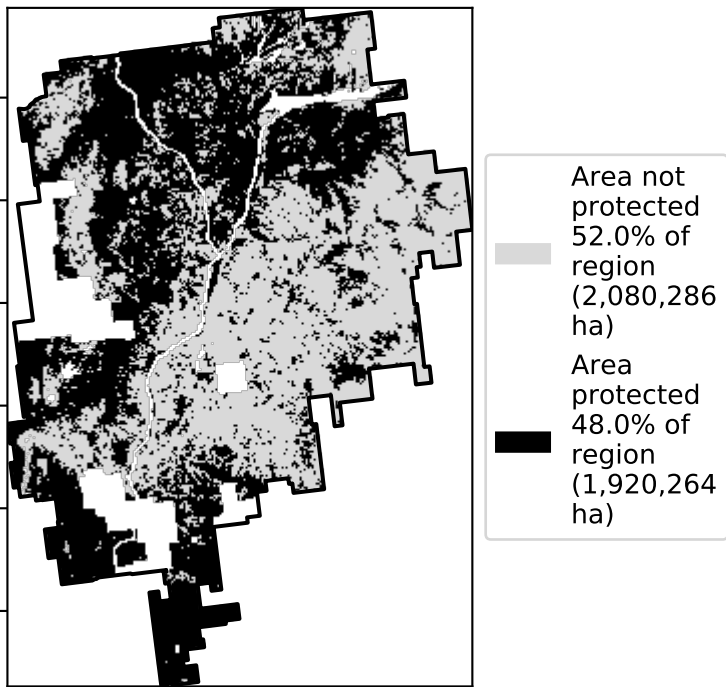 Area not
protected
52.0% of
region
(2,080,286
ha)
Area
protected
48.0% of
region
(1,920,264
ha)